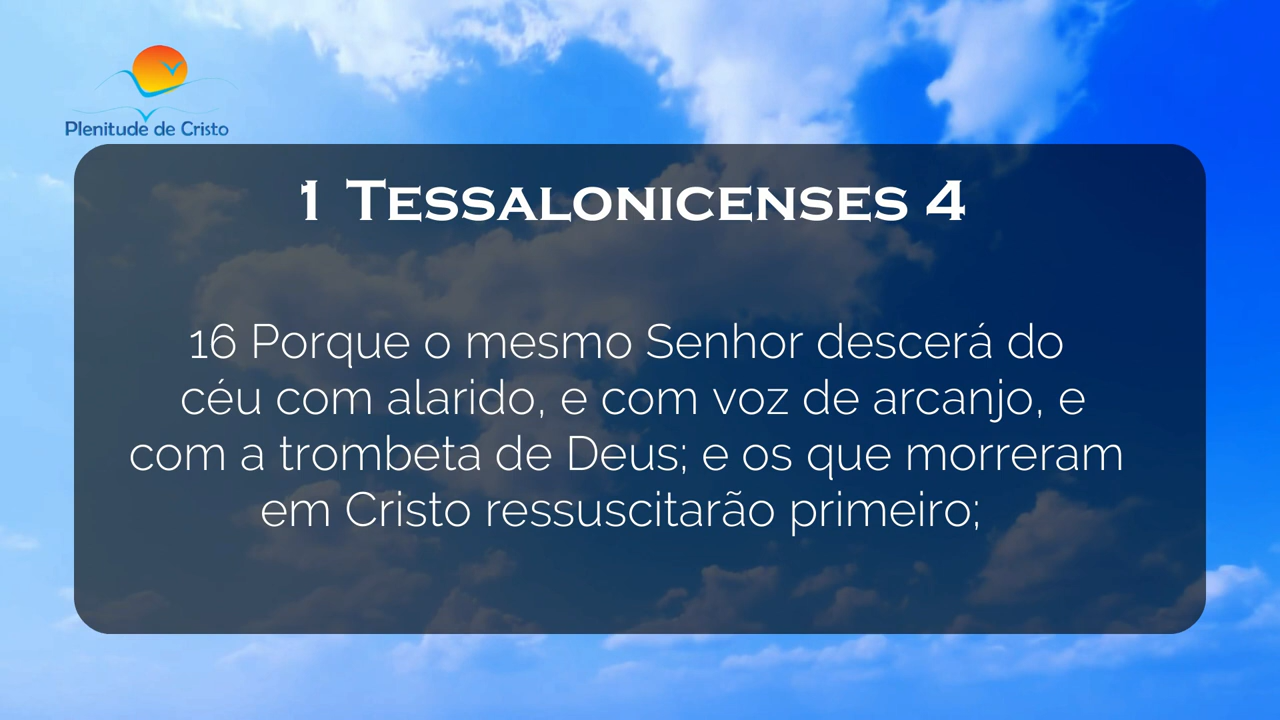 Plenitude de Cristo
1 Tessalonicenses 4
16 Porque o mesmo Senhor descerá do
céu com alarido, e com voz de arcanjo, e
com a trombeta de Deus; e os que morreram
em Cristo ressuscitarão primeiro;